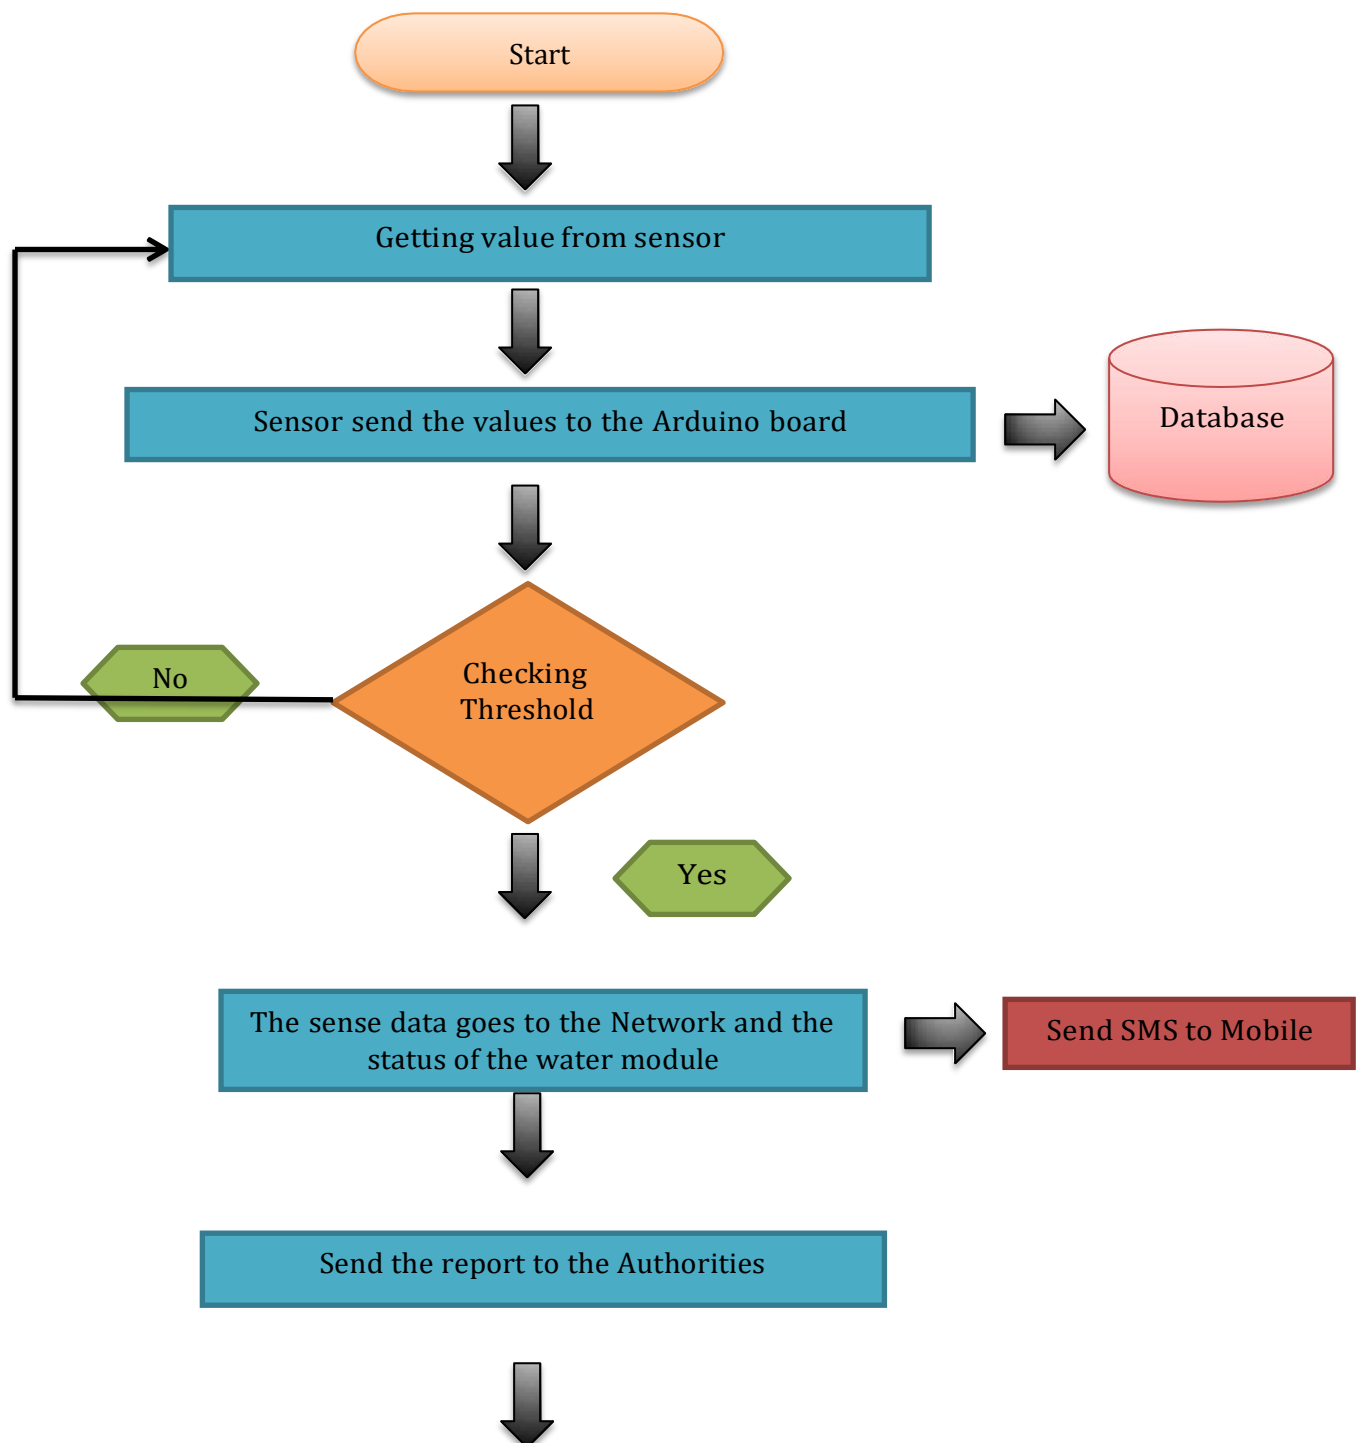 Start
Getting value from sensor
Sensor send the values to the Arduino board
Database
Checking
Threshold
No
Yes
The sense data goes to the Network and the
status of the water module
Send SMS to Mobile
Send the report to the Authorities